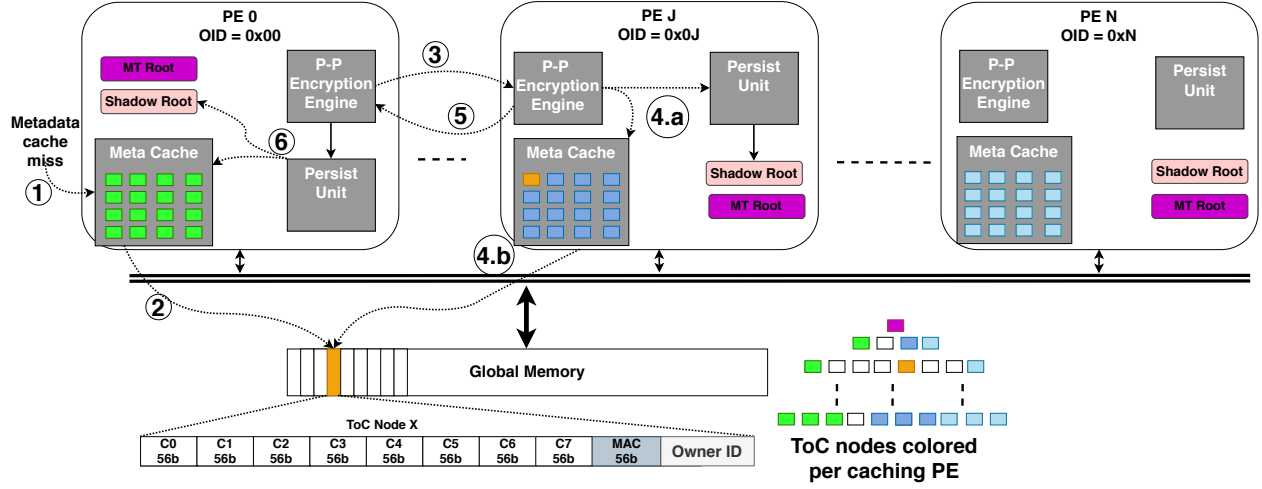 PE 0
OID = 0x00
MT Root
Shadow Root
P-P
Encryption
Engine
Metadata
cache
miss
1
Meta Cache
6
Persist
Unit
3
5
PE J
OID = 0x0J
P-P
Encryption
Engine
Persist
Unit
4.a
Meta Cache
Shadow Root
MT Root
4.b
PE N
OID = 0xN
P-P
Encryption
Engine
Persist
Unit
Meta Cache
Shadow Root
MT Root
2
Global Memory
ToC Node X
C0 C1 C2 C3 C4 C5 C6 C7 MAC Owner ID
56b 56b 56b 56b 56b 56b 56b 56b 56b
ToC nodes colored
per caching PE